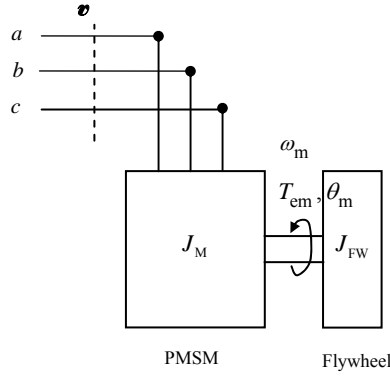 v
a
b
c
ω_m
T_em, θ_m
J_M
J_FW
PMSM
Flywheel